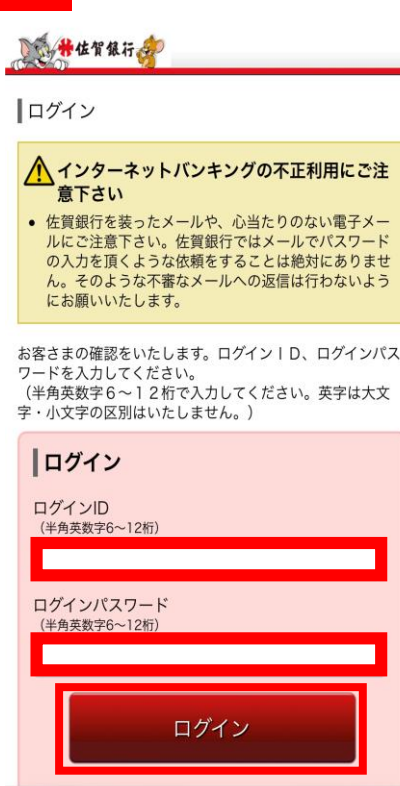 佐賀銀行
ログイン
インターネットバンキングの不正利用にご注
意下さい
• 佐賀銀行を装ったメールや、心当たりのない電子メー
ルにご注意下さい。佐賀銀行ではメールでパスワード
の入力を頂くような依頼をすることは絶対にありませ
ん。そのような不審なメールへの返信は行わないよう
にお願いいたします。
お客さまの確認をいたします。ログインＩＤ、ログインパス
ワードを入力してください。
（半角英数字６～１２桁で入力してください。英字は大文
字・小文字の区別はいたしません。）
ログイン
ログインID
（半角英数字6～12桁）
ログインパスワード
（半角英数字6～12桁）
ログイン